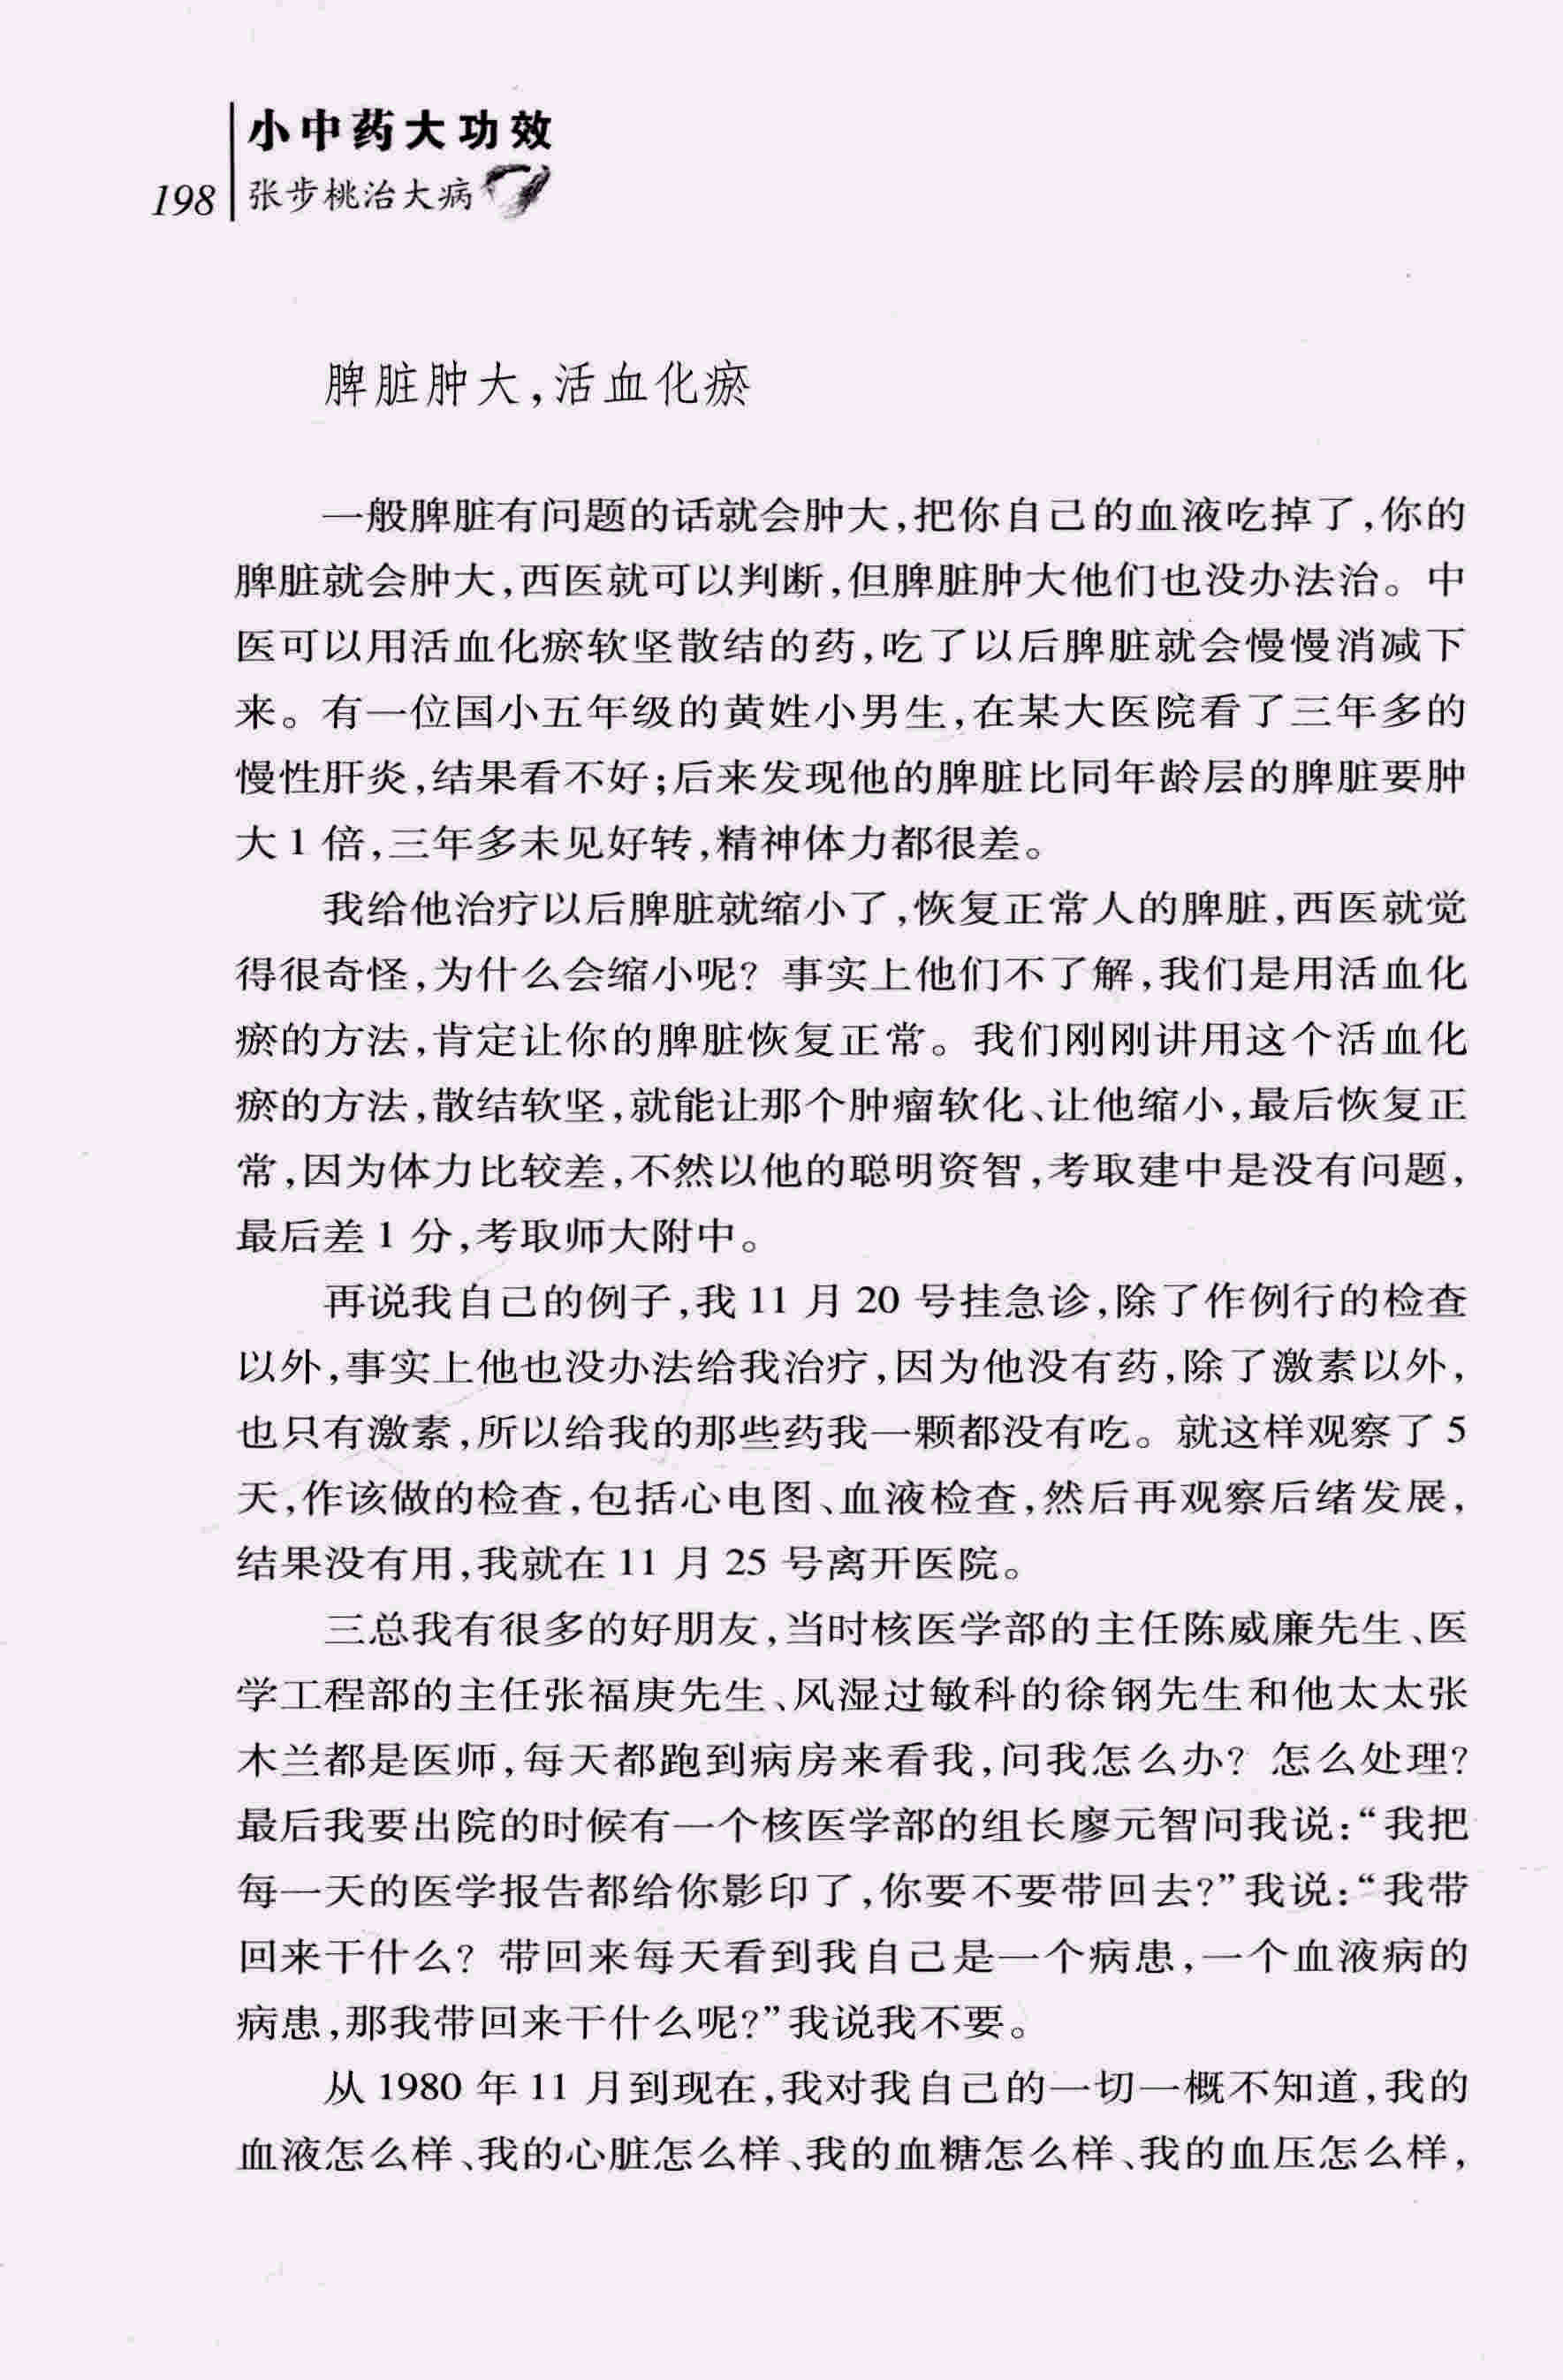 小中药大功效
198 张步桃治大病
脾脏肿大,活血化瘀
一般脾脏有问题的话就会肿大,把你自己的血液吃掉了,你的
脾脏就会肿大,西医就可以判断,但脾脏肿大他们也没办法治。中
医可以用活血化瘀软坚散结的药,吃了以后脾脏就会慢慢消减下
来。有一位国小五年级的黄姓小男生,在某大医院看了三年多的
慢性肝炎,结果看不好;后来发现他的脾脏比同年龄层的脾脏要肿
大1倍,三年多未见好转,精神体力都很差。
我给他治疗以后脾脏就缩小了,恢复正常人的脾脏,西医就觉
得很奇怪,为什么会缩小呢?事实上他们不了解,我们是用活血化
瘀的方法,肯定让你的脾脏恢复正常。我们刚刚讲用这个活血化
瘀的方法,散结软坚,就能让那个肿瘤软化、让他缩小,最后恢复正
常,因为体力比较差,不然以他的聪明资智,考取建中是没有问题,
最后差1分,考取师大附中。
再说我自己的例子,我11月20号挂急诊,除了作例行的检查
以外,事实上他也没办法给我治疗,因为他没有药,除了激素以外,
也只有激素,所以给我的那些药我一颗都没有吃。就这样观察了5
天,作该做的检查,包括心电图、血液检查,然后再观察后绪发展,
结果没有用,我就在11月25号离开医院。
三总我有很多的好朋友,当时核医学部的主任陈威廉先生、医
学工程部的主任张福庚先生、风湿过敏科的徐钢先生和他太太张
木兰都是医师,每天都跑到病房来看我,问我怎么办?怎么处理?
最后我要出院的时候有一个核医学部的组长廖元智问我说:“我把
每一天的医学报告都给你影印了,你要不要带回去?”我说:“我带
回来干什么?带回来每天看到我自己是一个病患,一个血液病的
病患,那我带回来干什么呢?”我说我不要。
从1980年11月到现在,我对我自己的一切一概不知道,我的
血液怎么样、我的心脏怎么样、我的血糖怎么样、我的血压怎么样,